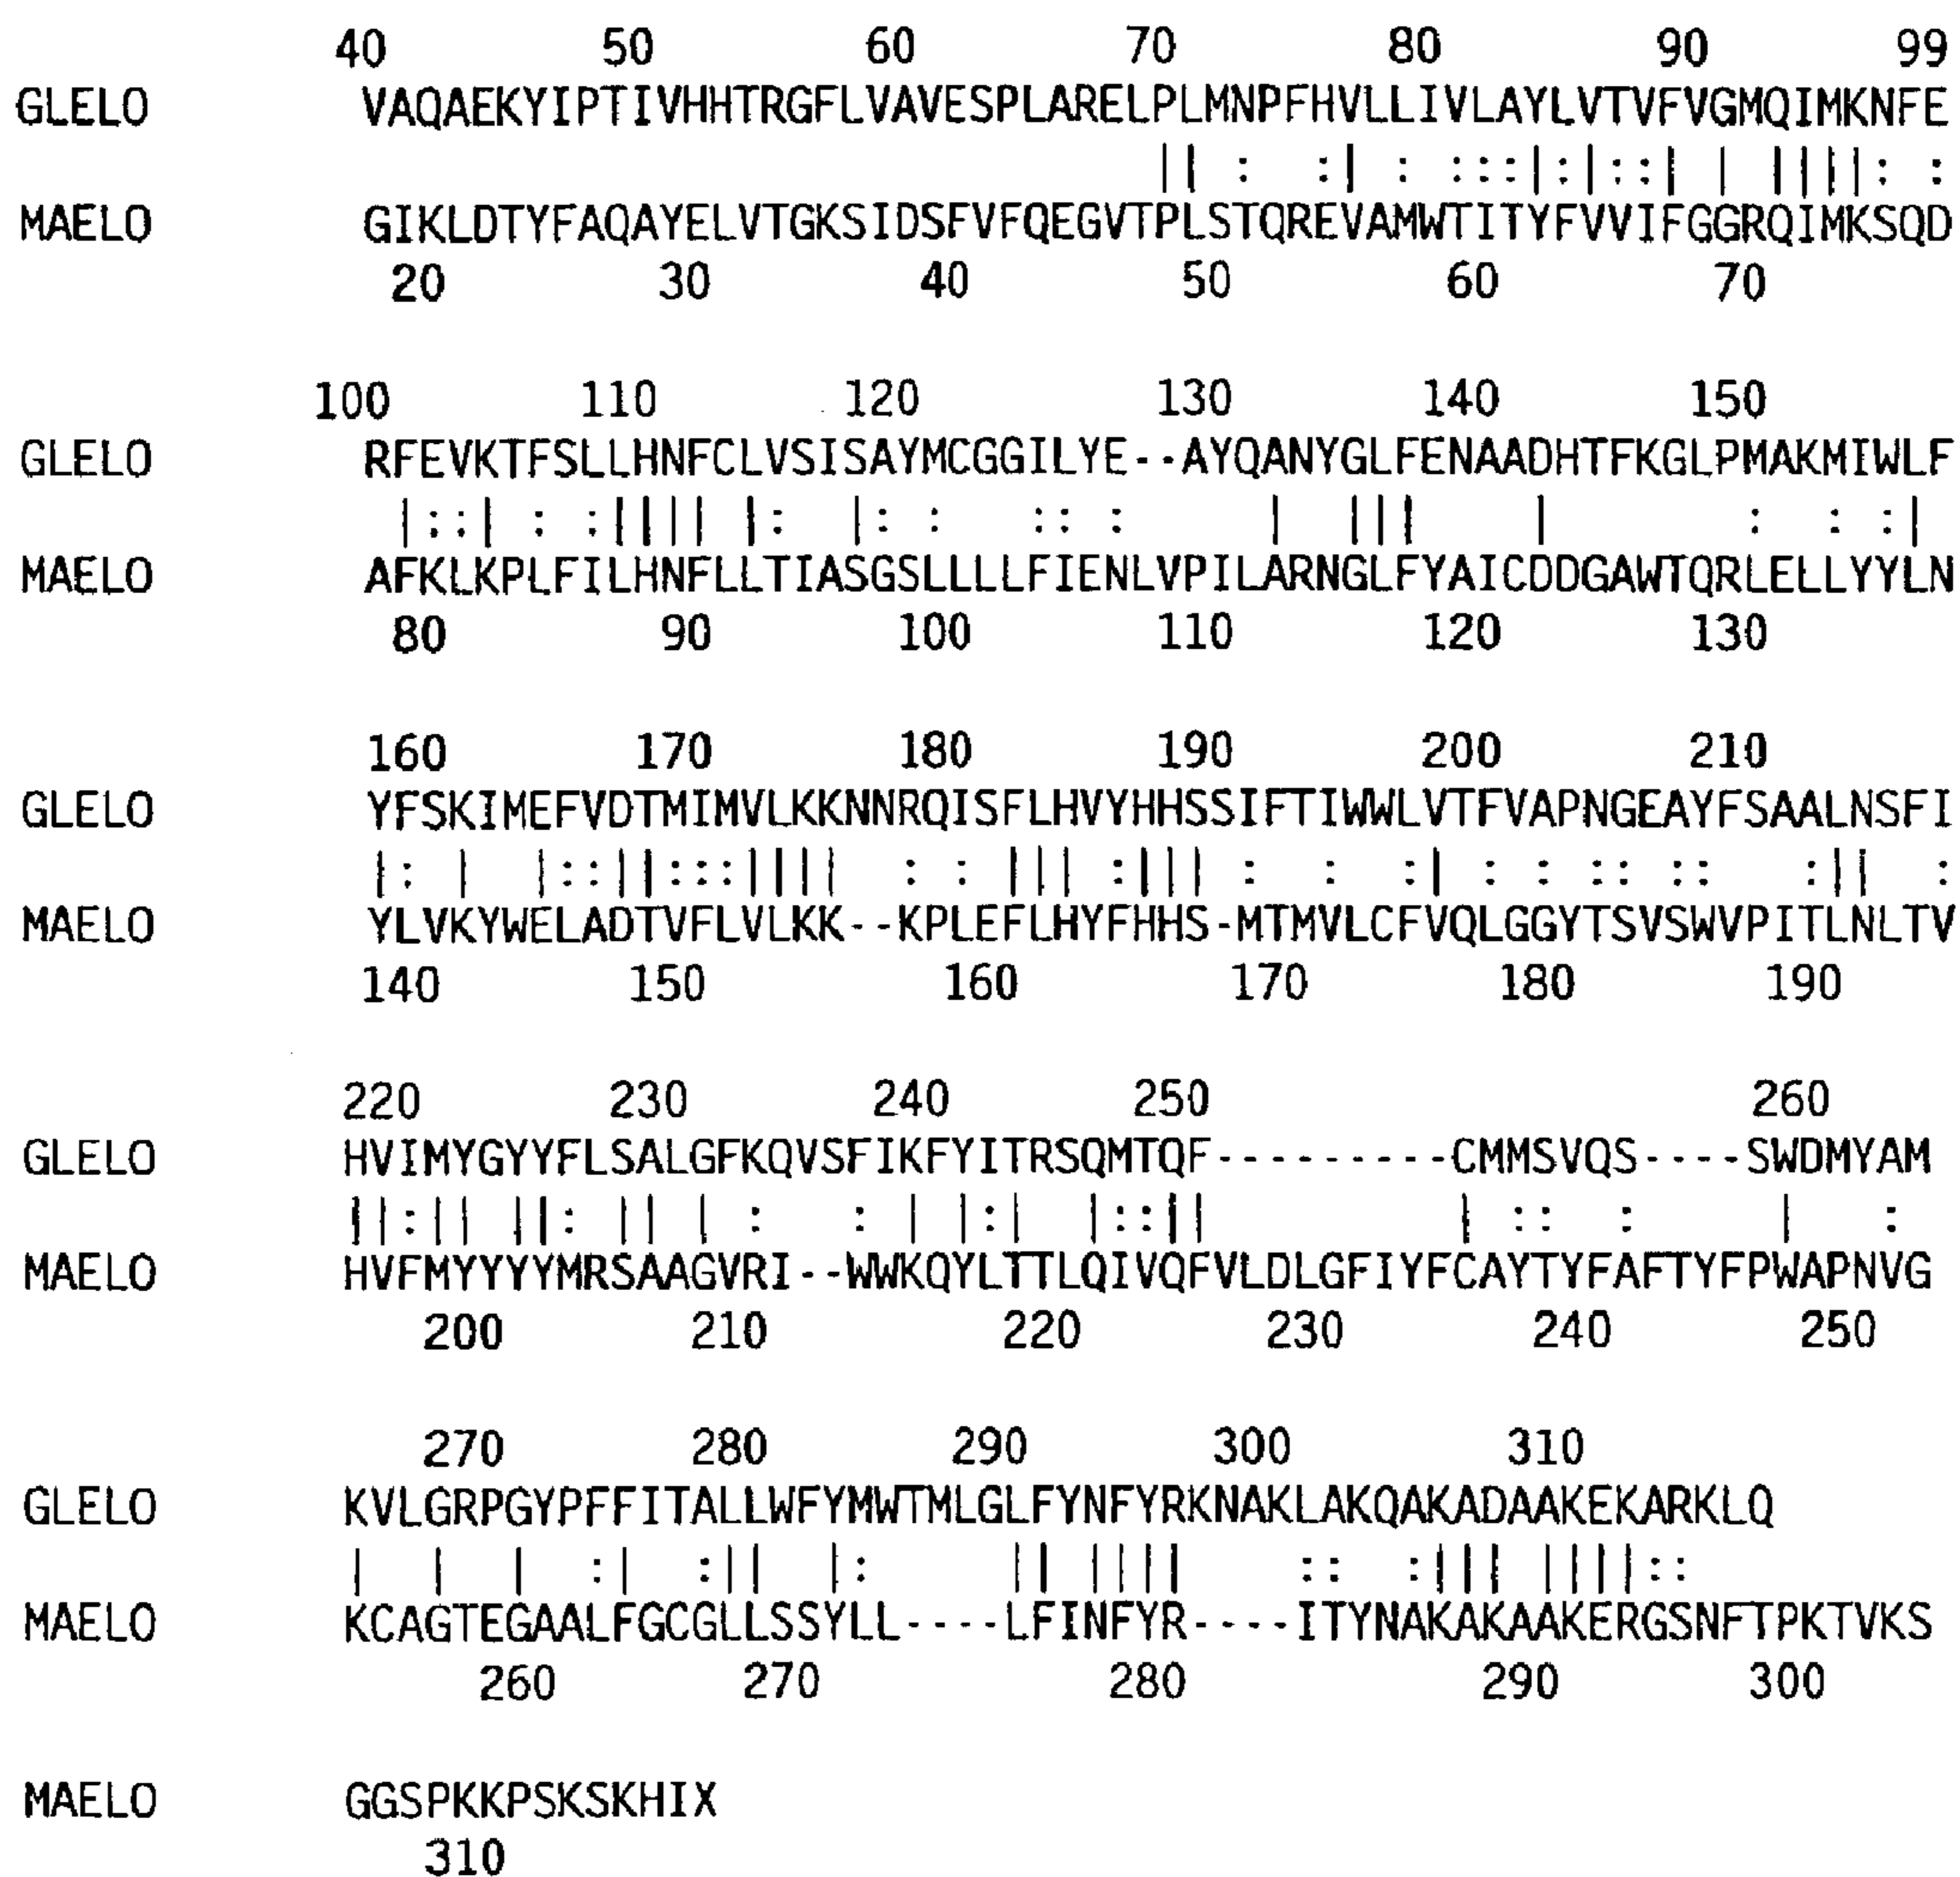 40 50 60 70 80 90 99
GLELO VAQAEKYIPTIVHHTRGFLVAVESPLARELPLMNPFHVLLIVLAYLVTVFVGMQIMKNFE
|| : :| : :::|:|::| | ||||: :
MAELO GIKLDTYFAQAYELVTGKSIDSFVFQEGVTPLSTQREVAMWTITYFVVIFGGRQIMKSQD
20 30 40 50 60 70
100 110 120 130 140 150
GLELO RFEVKTFSLLHNFCLVSISAYMCGGILYE--AYQANYGLFENAADHTFKGLPMAKMIWLF
|::| : :|||| |: |: : :: : | ||| | : : :|
MAELO AFKLKPLFILHNFLLTIASGSLLLLFIENLVPILARNGLFYAICDDGAWTQRLELLYYLN
80 90 100 110 120 130
160 170 180 190 200 210
GLELO YFSKIMEFVDTMIMVLKKNNRQISFLHVYHHSSIFTIWWLVTFVAPNGEAYFSAALNSFI
|: | |::||:::|||| : : ||| :||| : : :| : : :: :: :|| :
MAELO YLVKYWELADTVFLVLKK--KPLEFLHYFHHS-MTMVLCFVQLGGYTSVSWVPITLNLTV
140 150 160 170 180 190
220 230 240 250 260
GLELO HVIMYGYYFLSALGFKQVSFIKFYITRSQMTQF---------CMMSVQS----SWDMYAM
||:|| ||: || | : : | |:| |::|| | :: : | :
MAELO HVFMYYYYMRSAAGVRI--WWKQYLTTLQIVQFVLDLGFIYFCAYTYFAFTYFPWAPNVG
200 210 220 230 240 250
270 280 290 300 310
GLELO KVLGRPGYPFFITALLWFYMWTMLGLFYNFYRKNAKLAKQAKADAAKEKARKLQ
| | | :| :|| |: || |||| :: :||| ||||::
MAELO KCAGTEGAALFGCGLLSSYLL----LFINFYR----ITYNAKAKAAKERGSNFTPKTVKS
260 270 280 290 300
MAELO GGSPKKPSKSKHIX
310